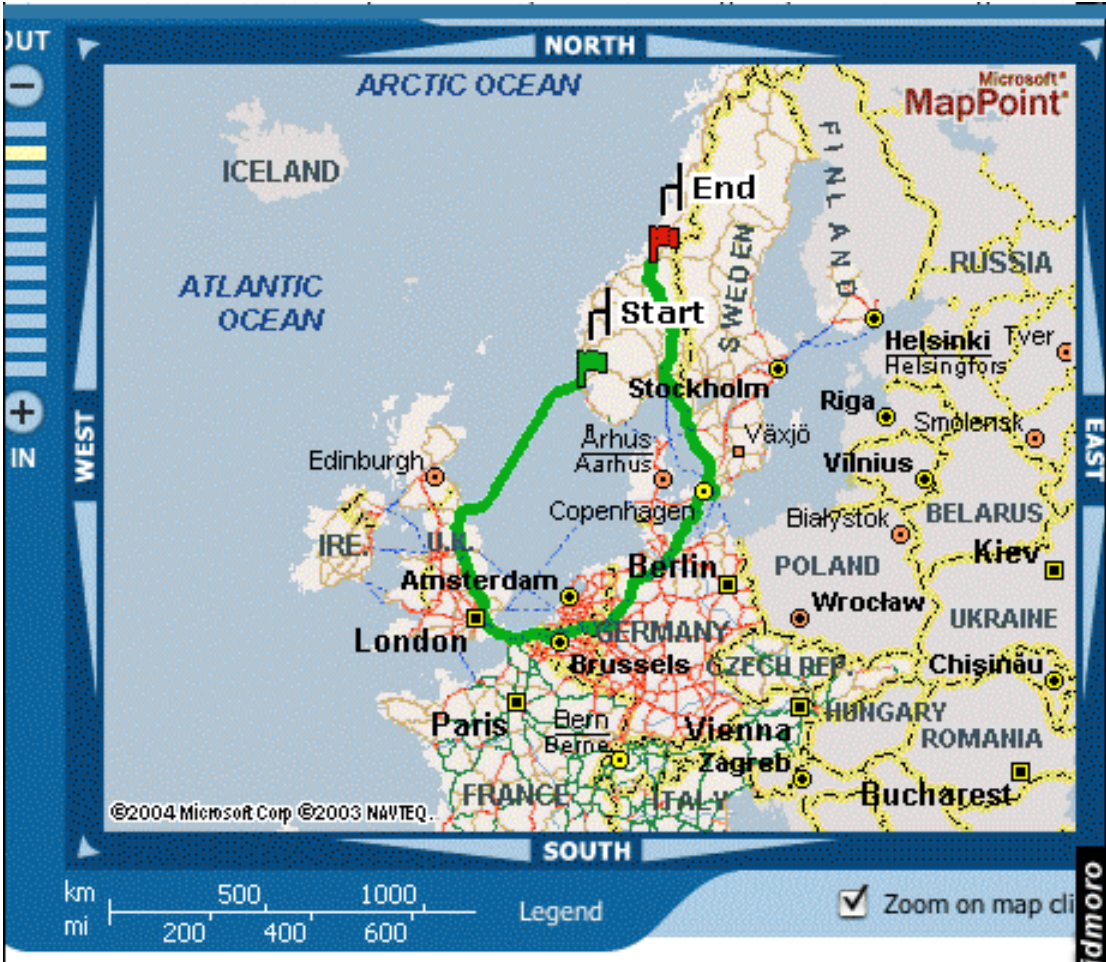 OUT
NORTH
ARCTIC OCEAN
Microsoft®
MapPoint®
ICELAND
FINLAND
End
SWEDEN
RUSSIA
ATLANTIC
OCEAN
Start
Helsinki
Helsingfors
Tver
Stockholm
Riga
Smolensk
WEST
EAST
IN
Århus
Aarhus
Växjö
Edinburgh
Vilnius
Copenhagen
Białystok
BELARUS
IRE.
U.K.
Kiev
Amsterdam
Berlin
POLAND
Wrocław
UKRAINE
London
GERMANY
Brussels
CZECH REP.
Chişinău
Paris
Bern
Berne
Vienna
HUNGARY
ROMANIA
Zagreb
FRANCE
ITALY
Bucharest
©2004 Microsoft Corp ©2003 NAVTEQ.
SOUTH
km 500 1000
mi 200 400 600
Legend
Zoom on map cli
idmoro